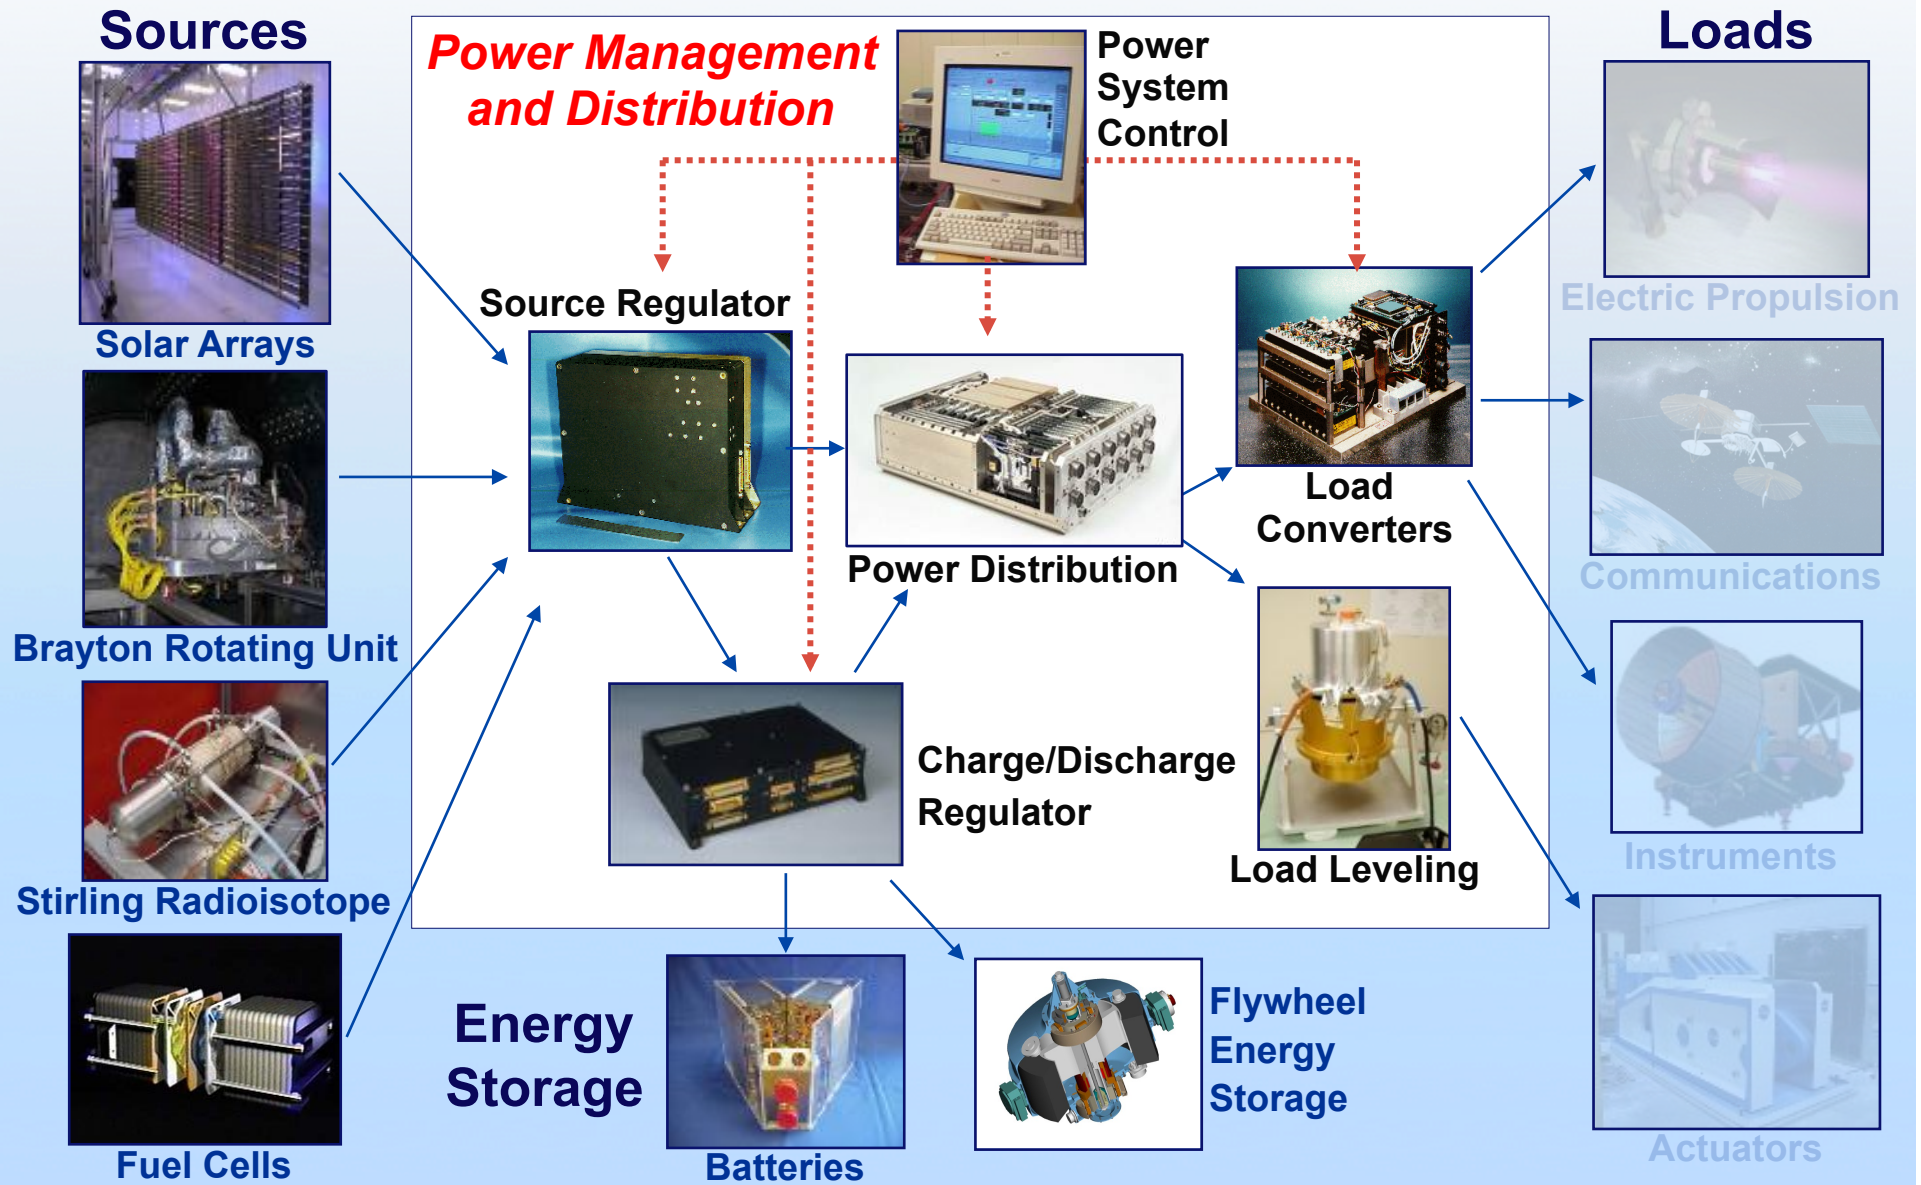 Sources
Solar Arrays
Brayton Rotating Unit
Stirling Radioisotope
Fuel Cells
Power Management
and Distribution
Power
System
Control
Source Regulator
Power Distribution
Load
Converters
Charge/Discharge
Regulator
Load Leveling
Energy
Storage
Batteries
Flywheel
Energy
Storage
Loads
Electric Propulsion
Communications
Instruments
Actuators